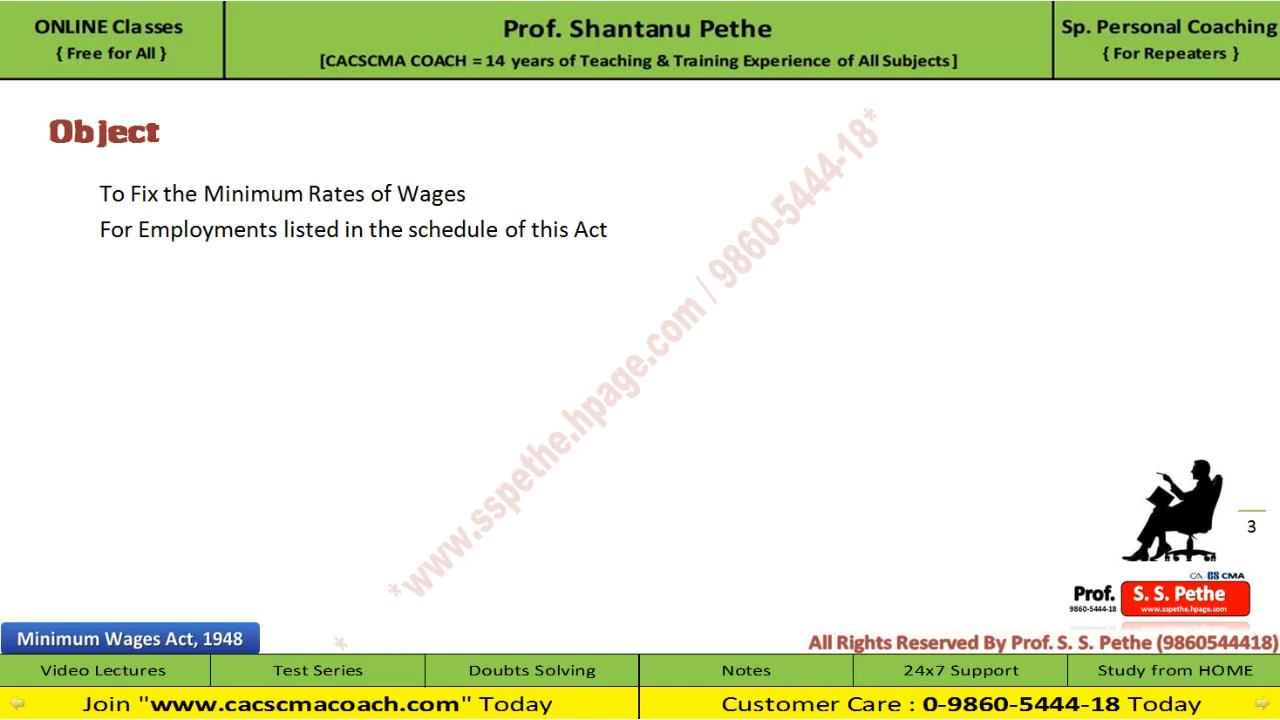 ONLINE Classes
{ Free for All }
Prof. Shantanu Pethe
[CACSCMA COACH = 14 years of Teaching & Training Experience of All Subjects]
Sp. Personal Coaching
{ For Repeaters }
Object
To Fix the Minimum Rates of Wages
For Employments listed in the schedule of this Act
*www.sspethe.hpage.com / 9860-5444-18*
*
3
CA CS CMA
Prof. S. S. Pethe
9860-5444-18 www.sspethe.hpage.com
Minimum Wages Act, 1948
All Rights Reserved By Prof. S. S. Pethe (9860544418)
Video Lectures Test Series Doubts Solving Notes 24x7 Support Study from HOME
Join "www.cacscmacoach.com" Today Customer Care : 0-9860-5444-18 Today